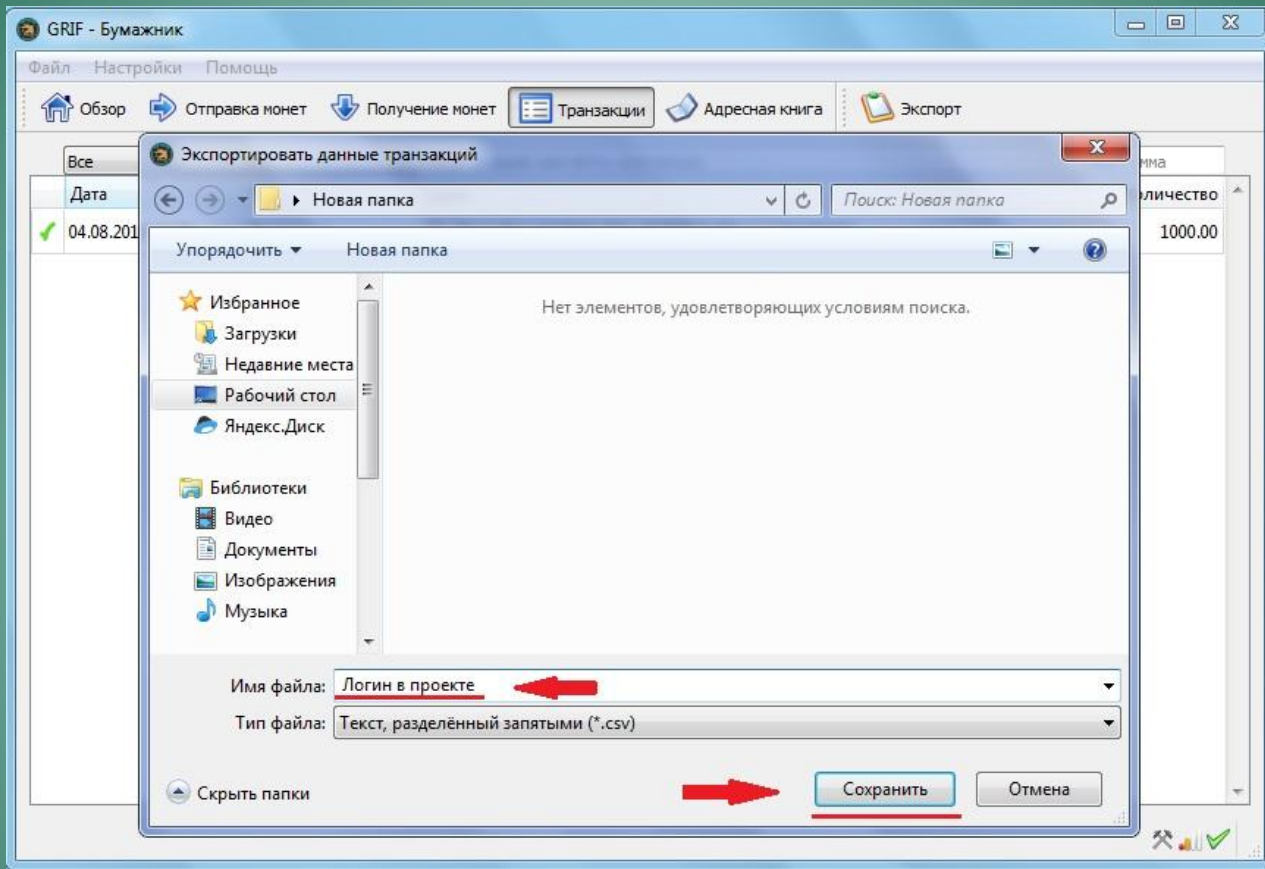 GRIF - Бумажник
Файл Настройки Помощь
Обзор Отправка монет Получение монет Транзакции Адресная книга Экспорт
Все
Экспортировать данные транзакций
Дата
Новая папка
Поиск: Новая папка
04.08.201
1000.00
Упорядочить Новая папка
Избранное
Нет элементов, удовлетворяющих условиям поиска.
Загрузки
Недавние места
Рабочий стол
Яндекс.Диск
Библиотеки
Видео
Документы
Изображения
Музыка
Имя файла: Логин в проекте
Тип файла: Текст, разделённый запятыми (*.csv)
Скрыть папки
Сохранить Отмена